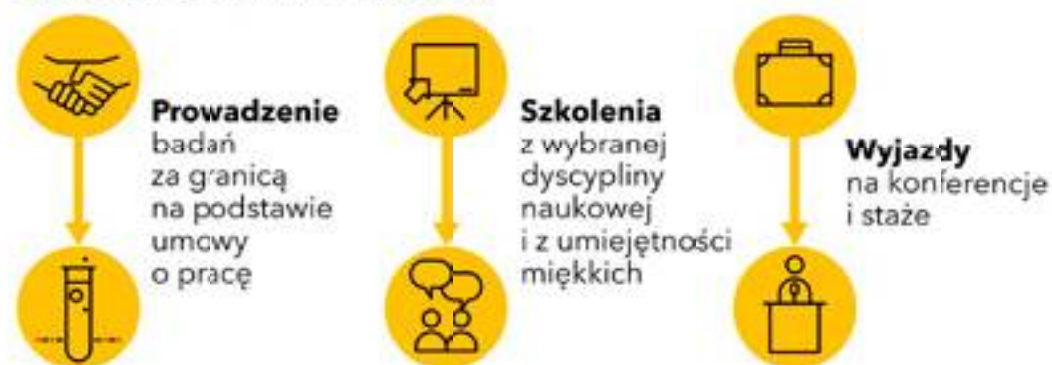 Prowadzenie
badań
za granicą
na podstawie
umowy
o pracę
Szkolenia
z wybranej
dyscypliny
naukowej
i z umiejętności
miękkich
Wyjazdy
na konferencje
i staże